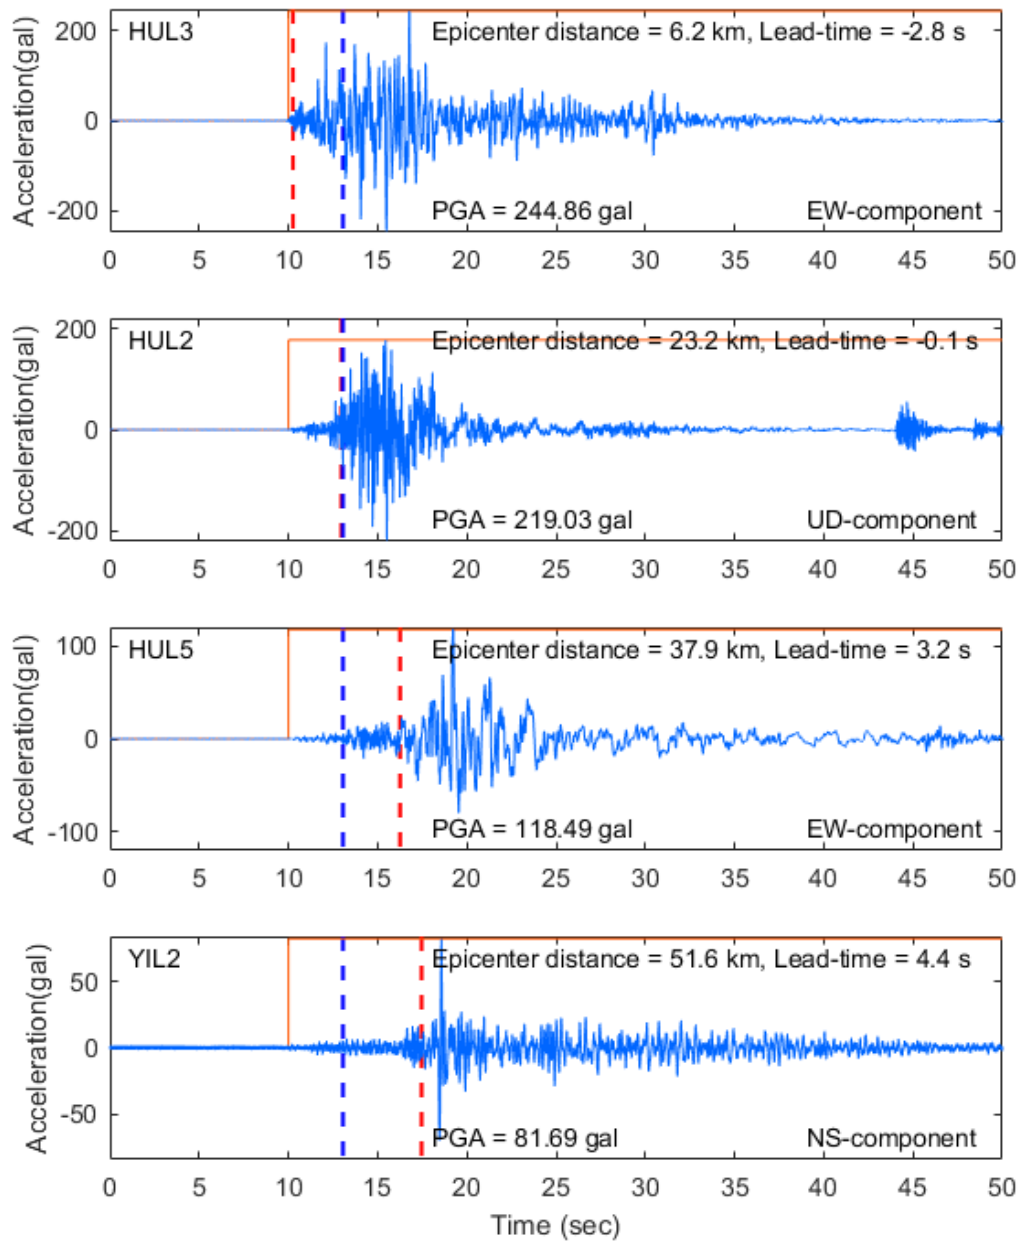 HUL3 Epicenter distance = 6.2 km, Lead-time = -2.8 s
200
0
-200
Acceleration(gal)
PGA = 244.86 gal EW-component
0 5 10 15 20 25 30 35 40 45 50
HUL2 Epicenter distance = 23.2 km, Lead-time = -0.1 s
200
0
-200
Acceleration(gal)
PGA = 219.03 gal UD-component
0 5 10 15 20 25 30 35 40 45 50
HUL5 Epicenter distance = 37.9 km, Lead-time = 3.2 s
100
0
-100
Acceleration(gal)
PGA = 118.49 gal EW-component
0 5 10 15 20 25 30 35 40 45 50
YIL2 Epicenter distance = 51.6 km, Lead-time = 4.4 s
50
0
-50
Acceleration(gal)
PGA = 81.69 gal NS-component
0 5 10 15 20 25 30 35 40 45 50
Time (sec)